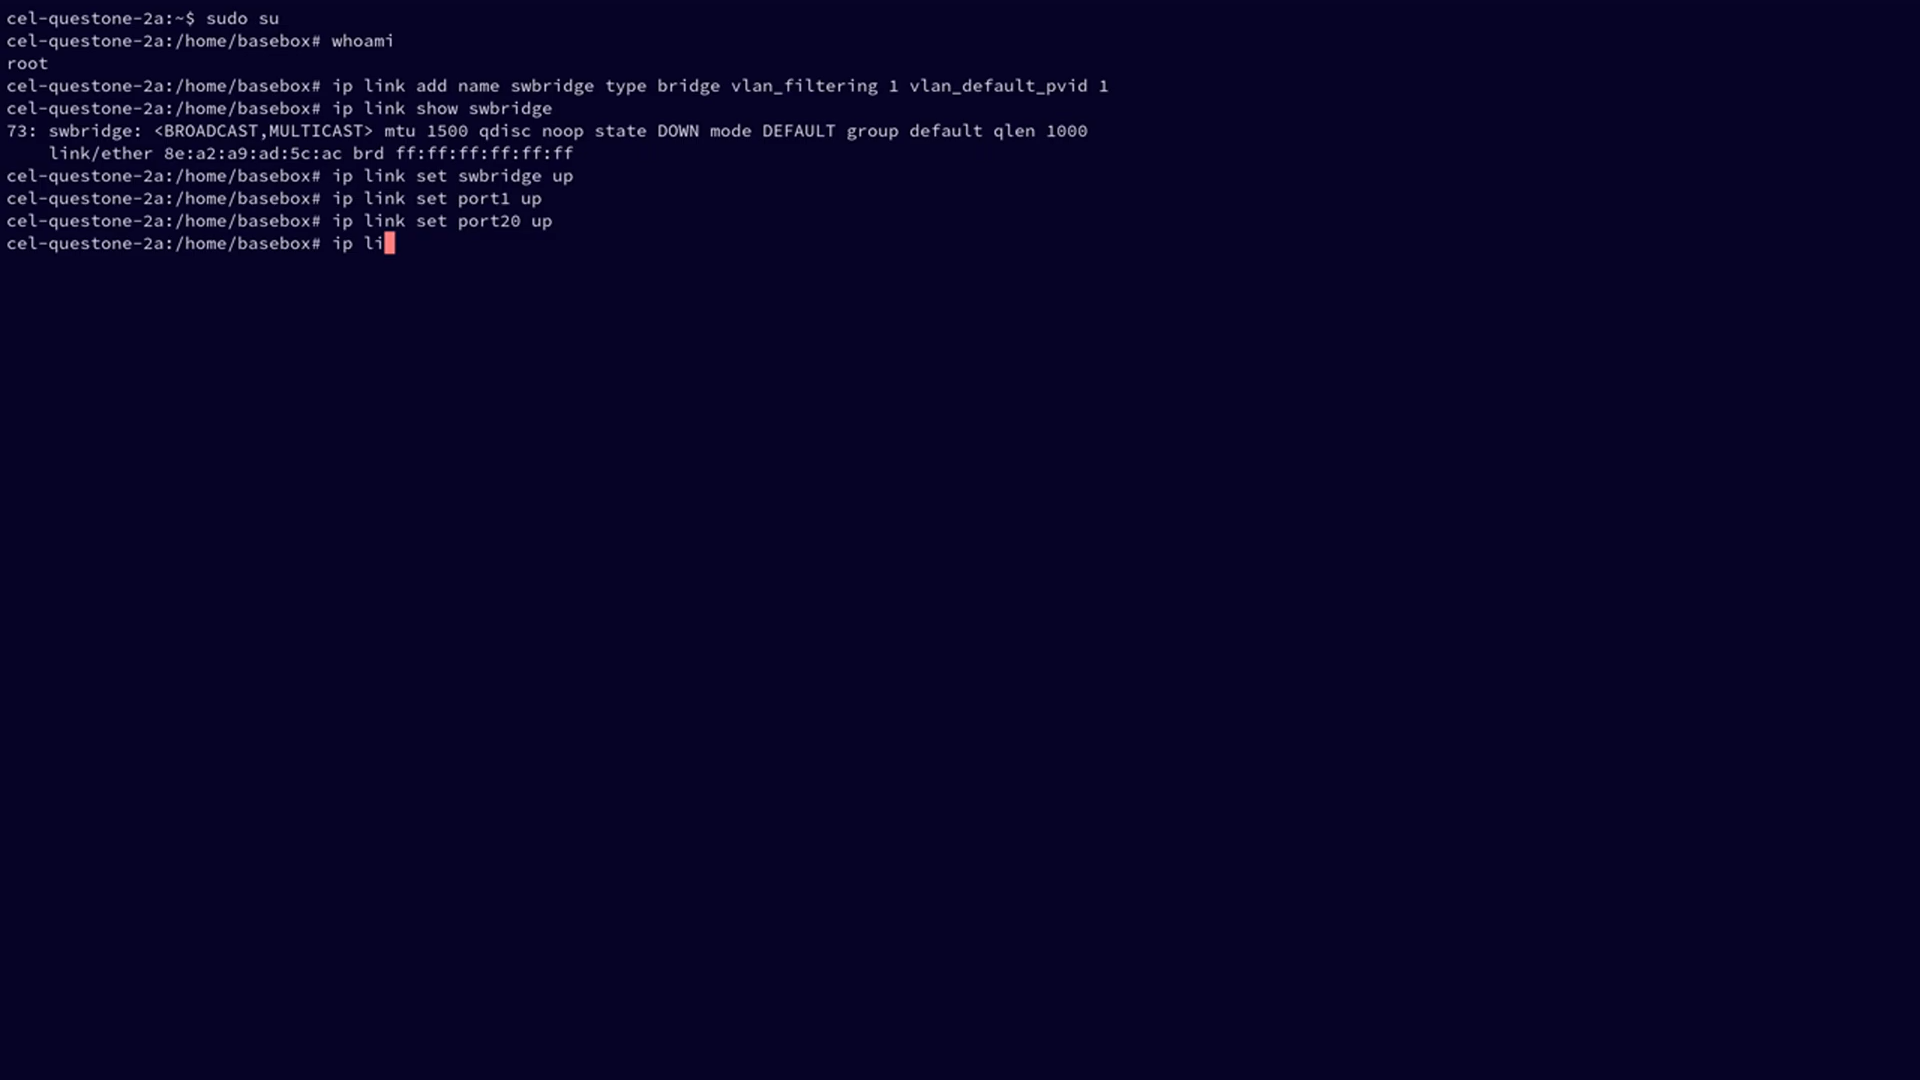 cel-questone-2a:~$ sudo su
cel-questone-2a:/home/basebox# whoami
root
cel-questone-2a:/home/basebox# ip link add name swbridge type bridge vlan_filtering 1 vlan_default_pvid 1
cel-questone-2a:/home/basebox# ip link show swbridge
73: swbridge: <BROADCAST,MULTICAST> mtu 1500 qdisc noop state DOWN mode DEFAULT group default qlen 1000
    link/ether 8e:a2:a9:ad:5c:ac brd ff:ff:ff:ff:ff:ff
cel-questone-2a:/home/basebox# ip link set swbridge up
cel-questone-2a:/home/basebox# ip link set port1 up
cel-questone-2a:/home/basebox# ip link set port20 up
cel-questone-2a:/home/basebox# ip li